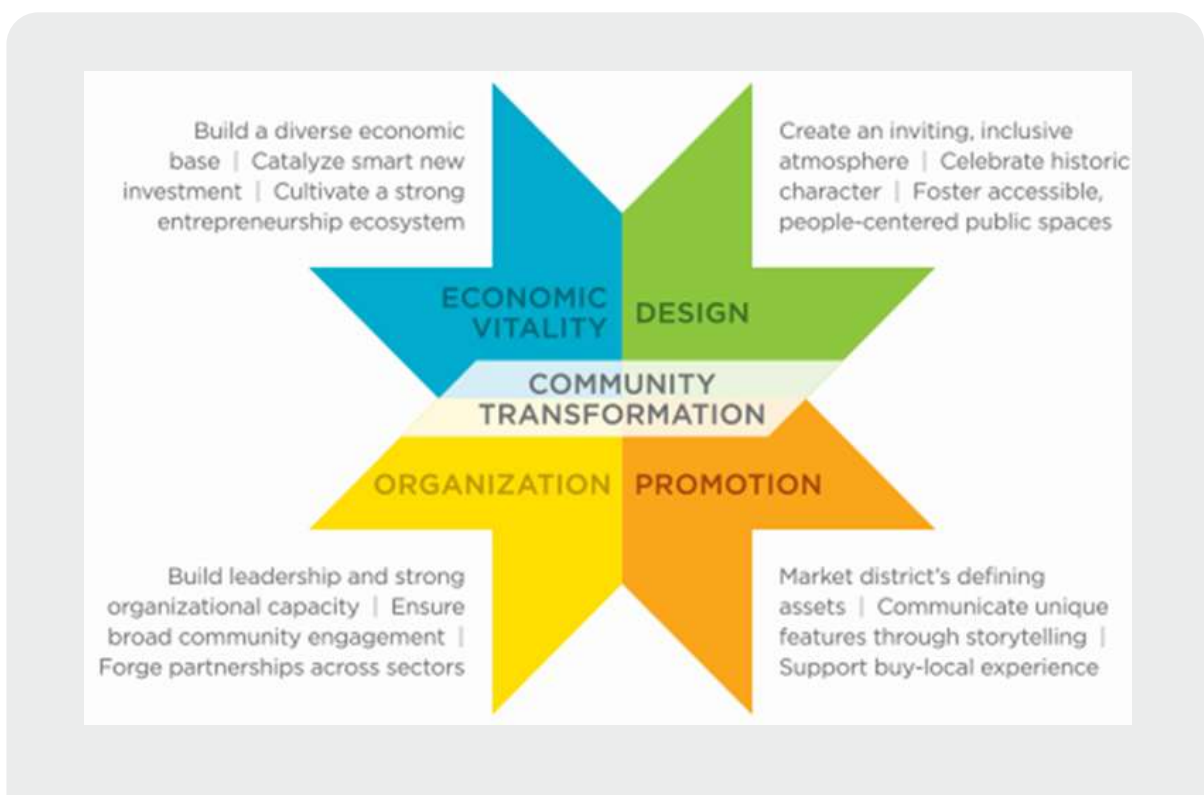 Build a diverse economic
base | Catalyze smart new
investment | Cultivate a strong
entrepreneurship ecosystem
Create an inviting, inclusive
atmosphere | Celebrate historic
character | Foster accessible,
people-centered public spaces
ECONOMIC
VITALITY
DESIGN
COMMUNITY
TRANSFORMATION
ORGANIZATION
PROMOTION
Build leadership and strong
organizational capacity | Ensure
broad community engagement |
Forge partnerships across sectors
Market district's defining
assets | Communicate unique
features through storytelling |
Support buy-local experience